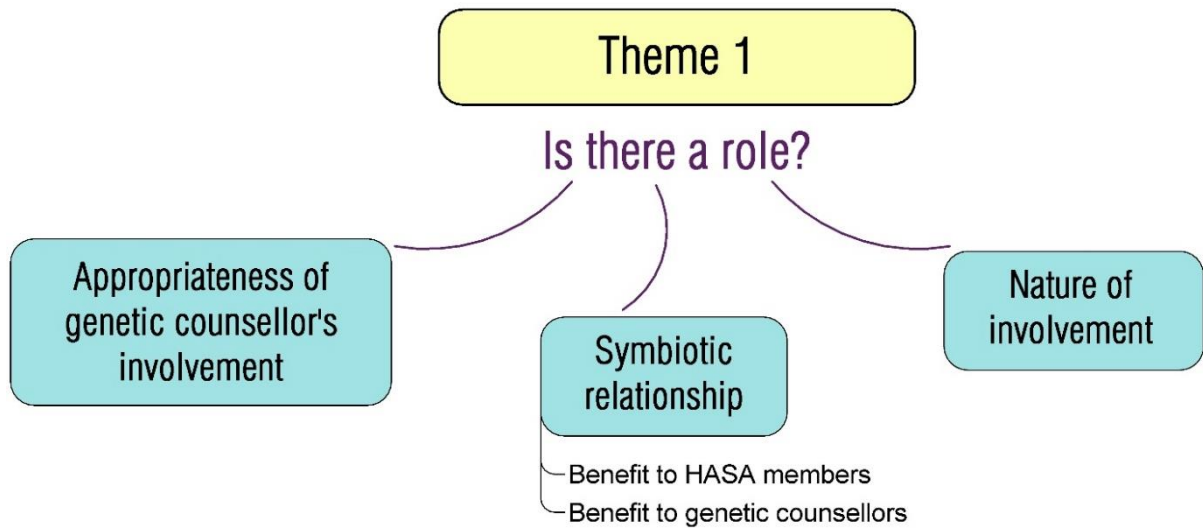 Theme 1
Is there a role?
Appropriateness of
genetic counsellor's
involvement
Symbiotic
relationship
Benefit to HASA members
Benefit to genetic counsellors
Nature of
involvement